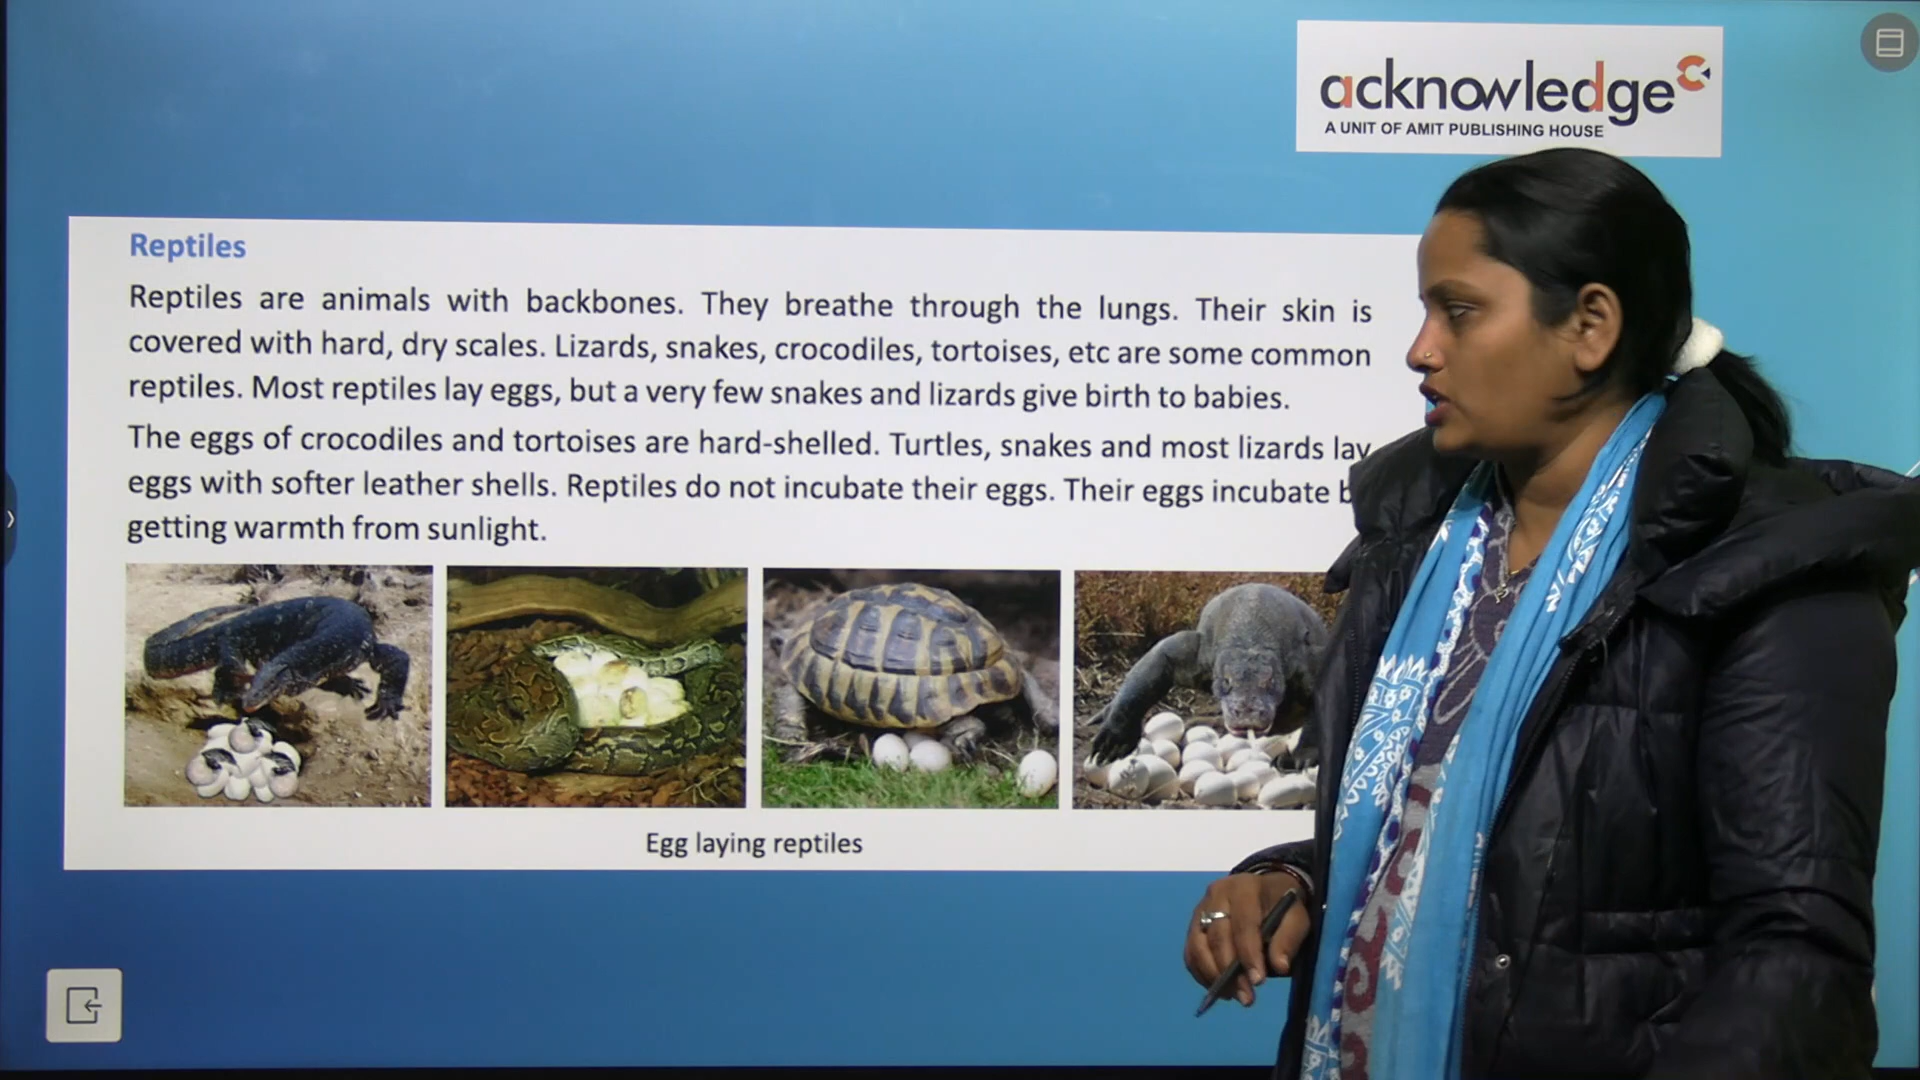 acknowledge
A UNIT OF AMIT PUBLISHING HOUSE
Reptiles
Reptiles are animals with backbones. They breathe through the lungs. Their skin is
covered with hard, dry scales. Lizards, snakes, crocodiles, tortoises, etc are some common
reptiles. Most reptiles lay eggs, but a very few snakes and lizards give birth to babies.
The eggs of crocodiles and tortoises are hard-shelled. Turtles, snakes and most lizards lay
eggs with softer leather shells. Reptiles do not incubate their eggs. Their eggs incubate
getting warmth from sunlight.
Egg laying reptiles